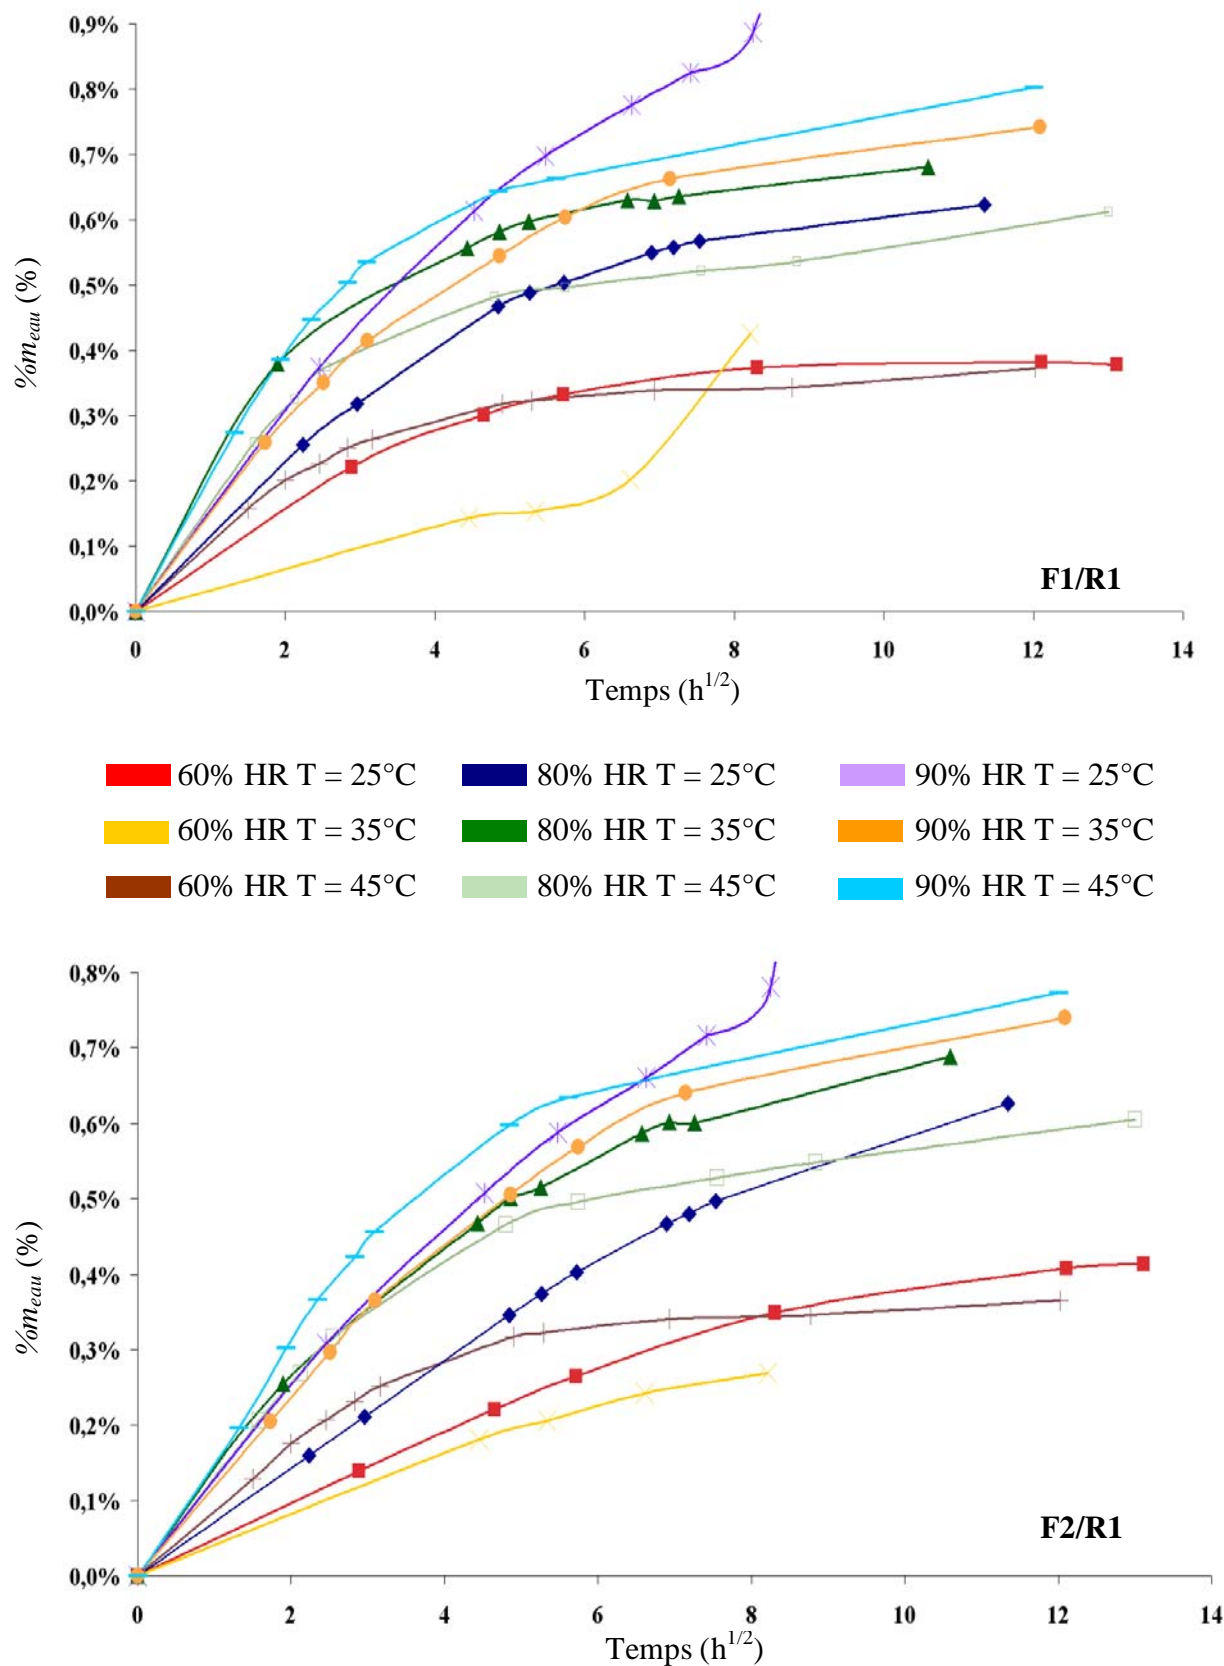 0,9%
0,8%
0,7%
0,6%
0,5%
0,4%
0,3%
0,2%
0,1%
0,0%
%m_eau (%)
F1/R1
0 2 4 6 8 10 12 14
Temps (h^1/2)
60% HR T = 25°C 80% HR T = 25°C 90% HR T = 25°C
60% HR T = 35°C 80% HR T = 35°C 90% HR T = 35°C
60% HR T = 45°C 80% HR T = 45°C 90% HR T = 45°C
0,8%
0,7%
0,6%
0,5%
0,4%
0,3%
0,2%
0,1%
0,0%
%m_eau (%)
F2/R1
0 2 4 6 8 10 12 14
Temps (h^1/2)